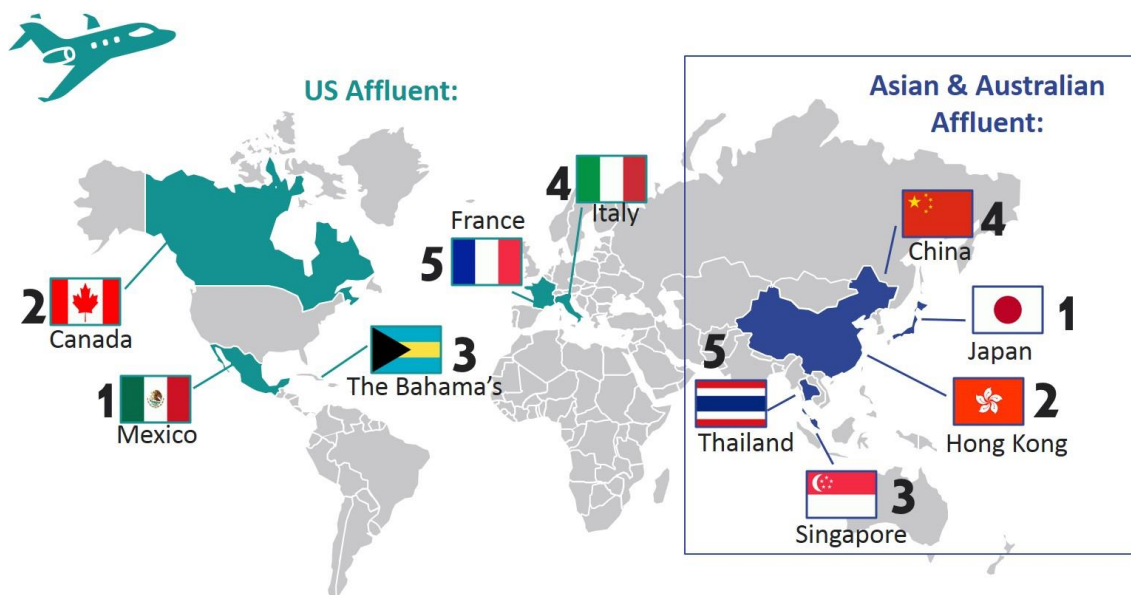 US Affluent:
Asian & Australian
Affluent:
4
Italy
France
5
2
Canada
3
The Bahama's
1
Mexico
4
China
1
Japan
5
Thailand
2
Hong Kong
3
Singapore